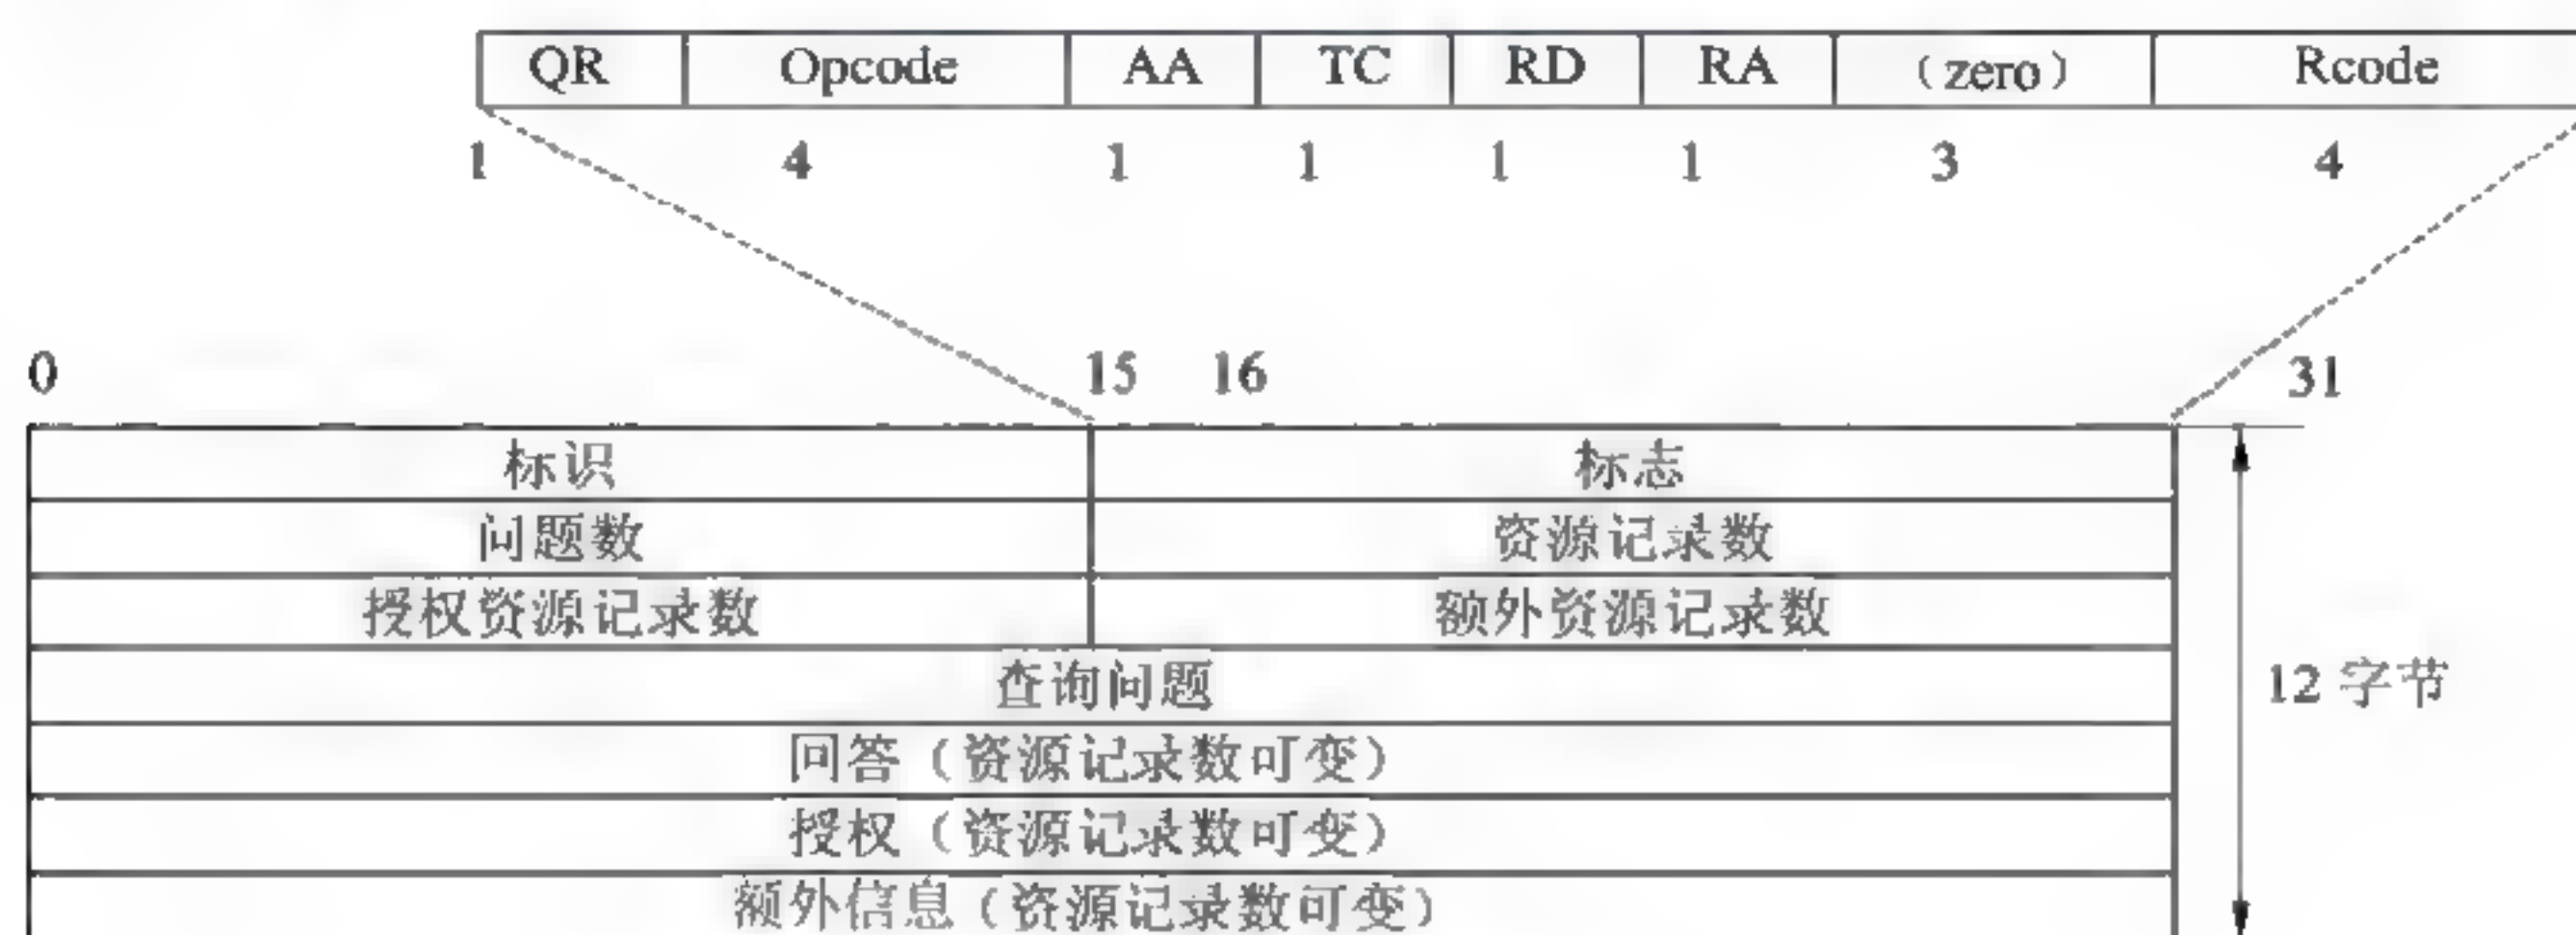 QR Opcode AA TC RD RA (zero) Rcode
1 4 1 1 1 1 3 4
0 15 16 31
标识 标志
问题数 资源记录数
授权资源记录数 额外资源记录数
查询问题
12 字节
回答(资源记录数可变)
授权(资源记录数可变)
额外信息(资源记录数可变)